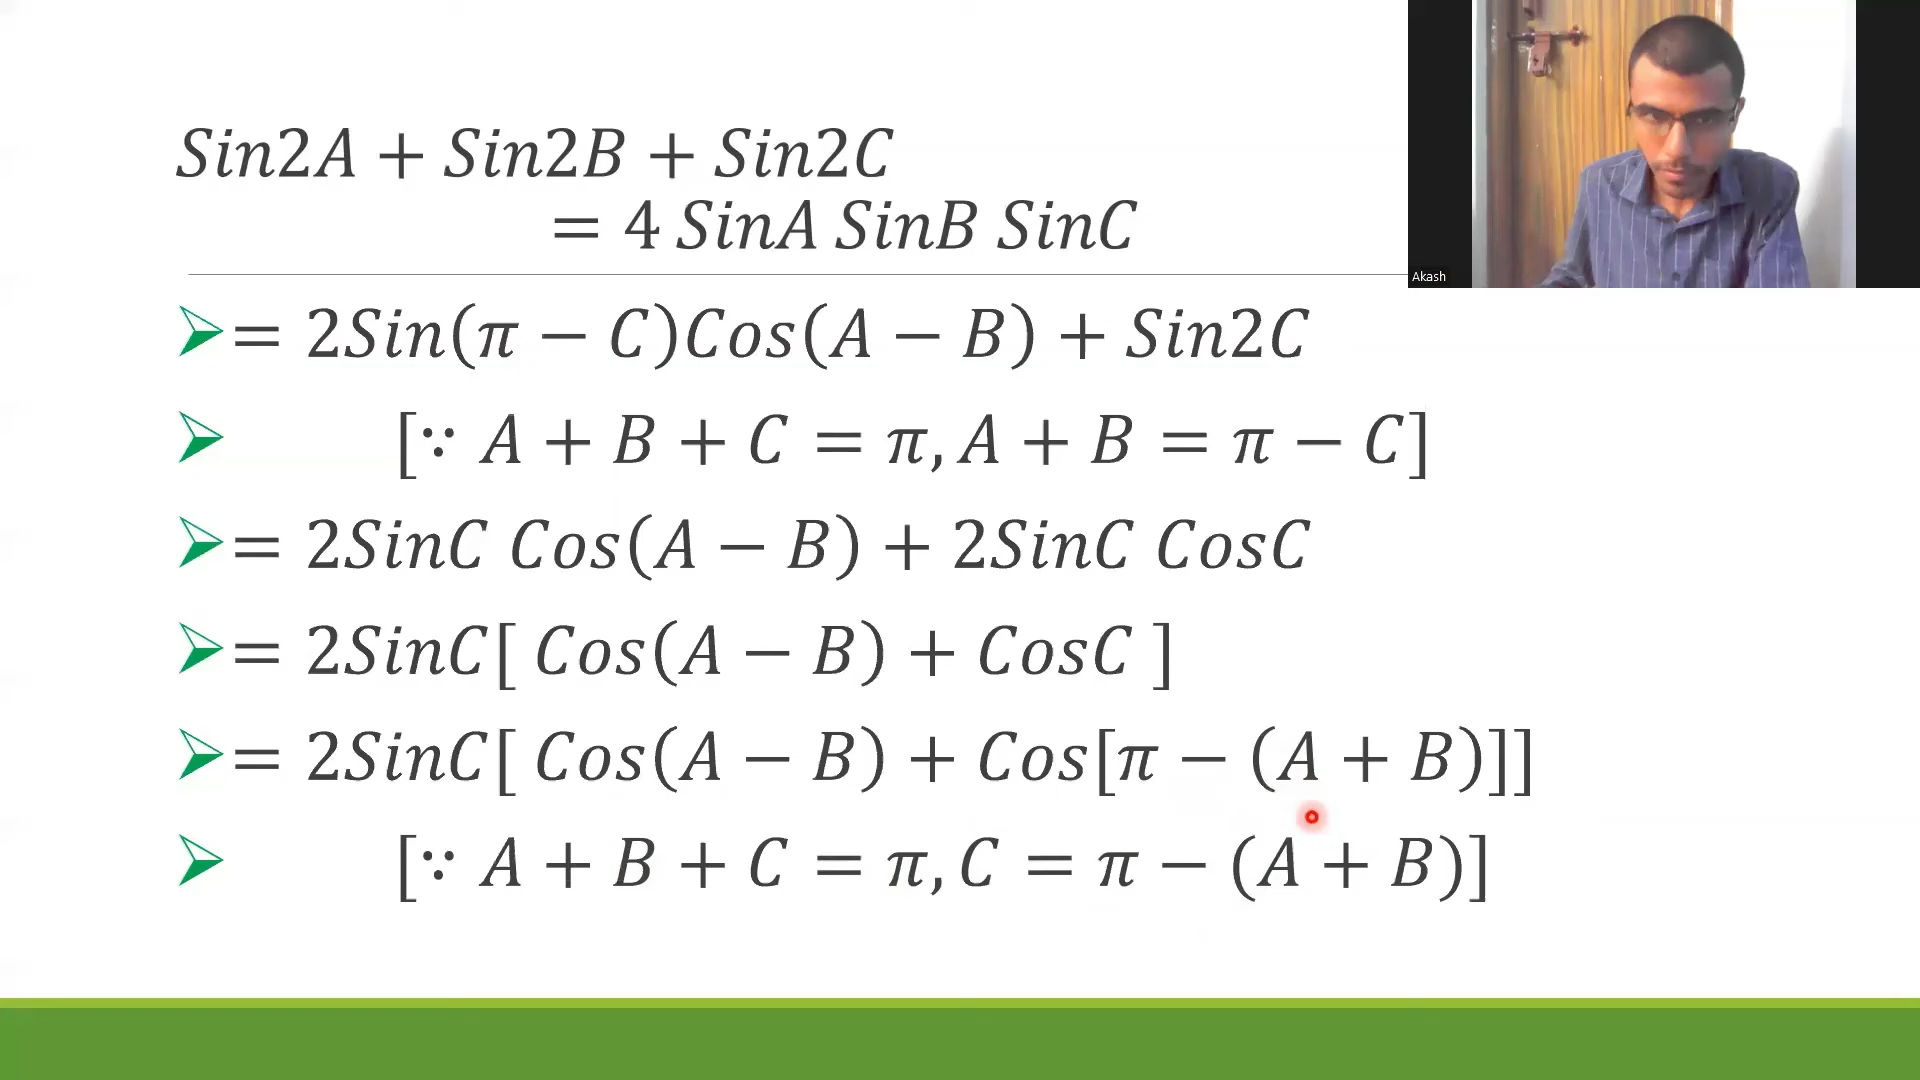 Sin2A + Sin2B + Sin2C
= 4 SinA SinB SinC
Akash
= 2Sin(π − C)Cos(A − B) + Sin2C
[∵ A + B + C = π, A + B = π − C]
= 2SinC Cos(A − B) + 2SinC CosC
= 2SinC[ Cos(A − B) + CosC ]
= 2SinC[ Cos(A − B) + Cos[π − (A + B)]]
[∵ A + B + C = π, C = π − (A + B)]